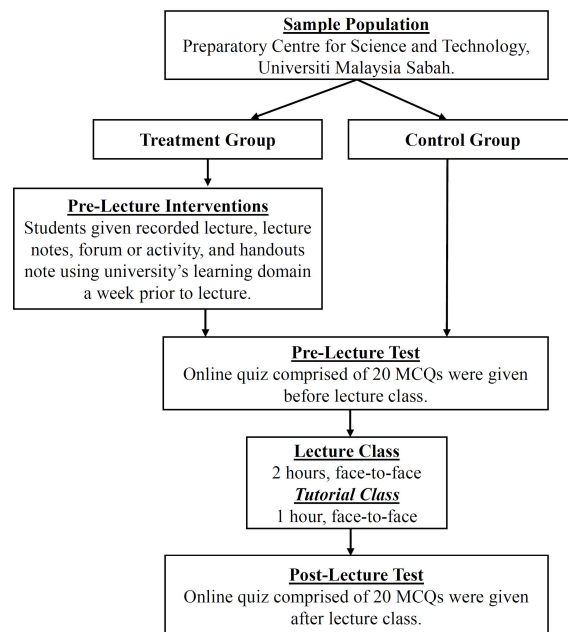 Sample Population
Preparatory Centre for Science and Technology,
Universiti Malaysia Sabah.
Treatment Group
Control Group
Pre-Lecture Interventions
Students given recorded lecture, lecture
notes, forum or activity, and handouts
note using university's learning domain
a week prior to lecture.
Pre-Lecture Test
Online quiz comprised of 20 MCQs were given
before lecture class.
Lecture Class
2 hours, face-to-face
Tutorial Class
1 hour, face-to-face
Post-Lecture Test
Online quiz comprised of 20 MCQs were given
after lecture class.